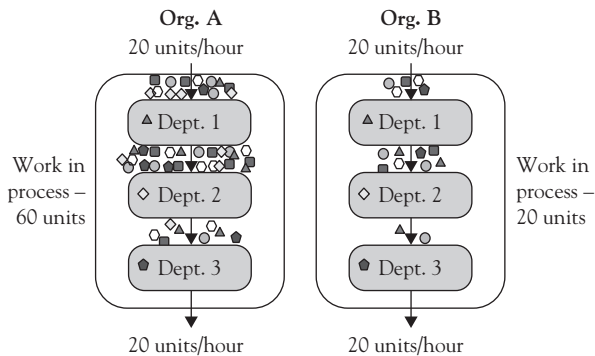 Org. A
20 units/hour
Dept. 1
Dept. 2
Dept. 3
Work in
process –
60 units
20 units/hour
Org. B
20 units/hour
Dept. 1
Dept. 2
Dept. 3
Work in
process –
20 units
20 units/hour